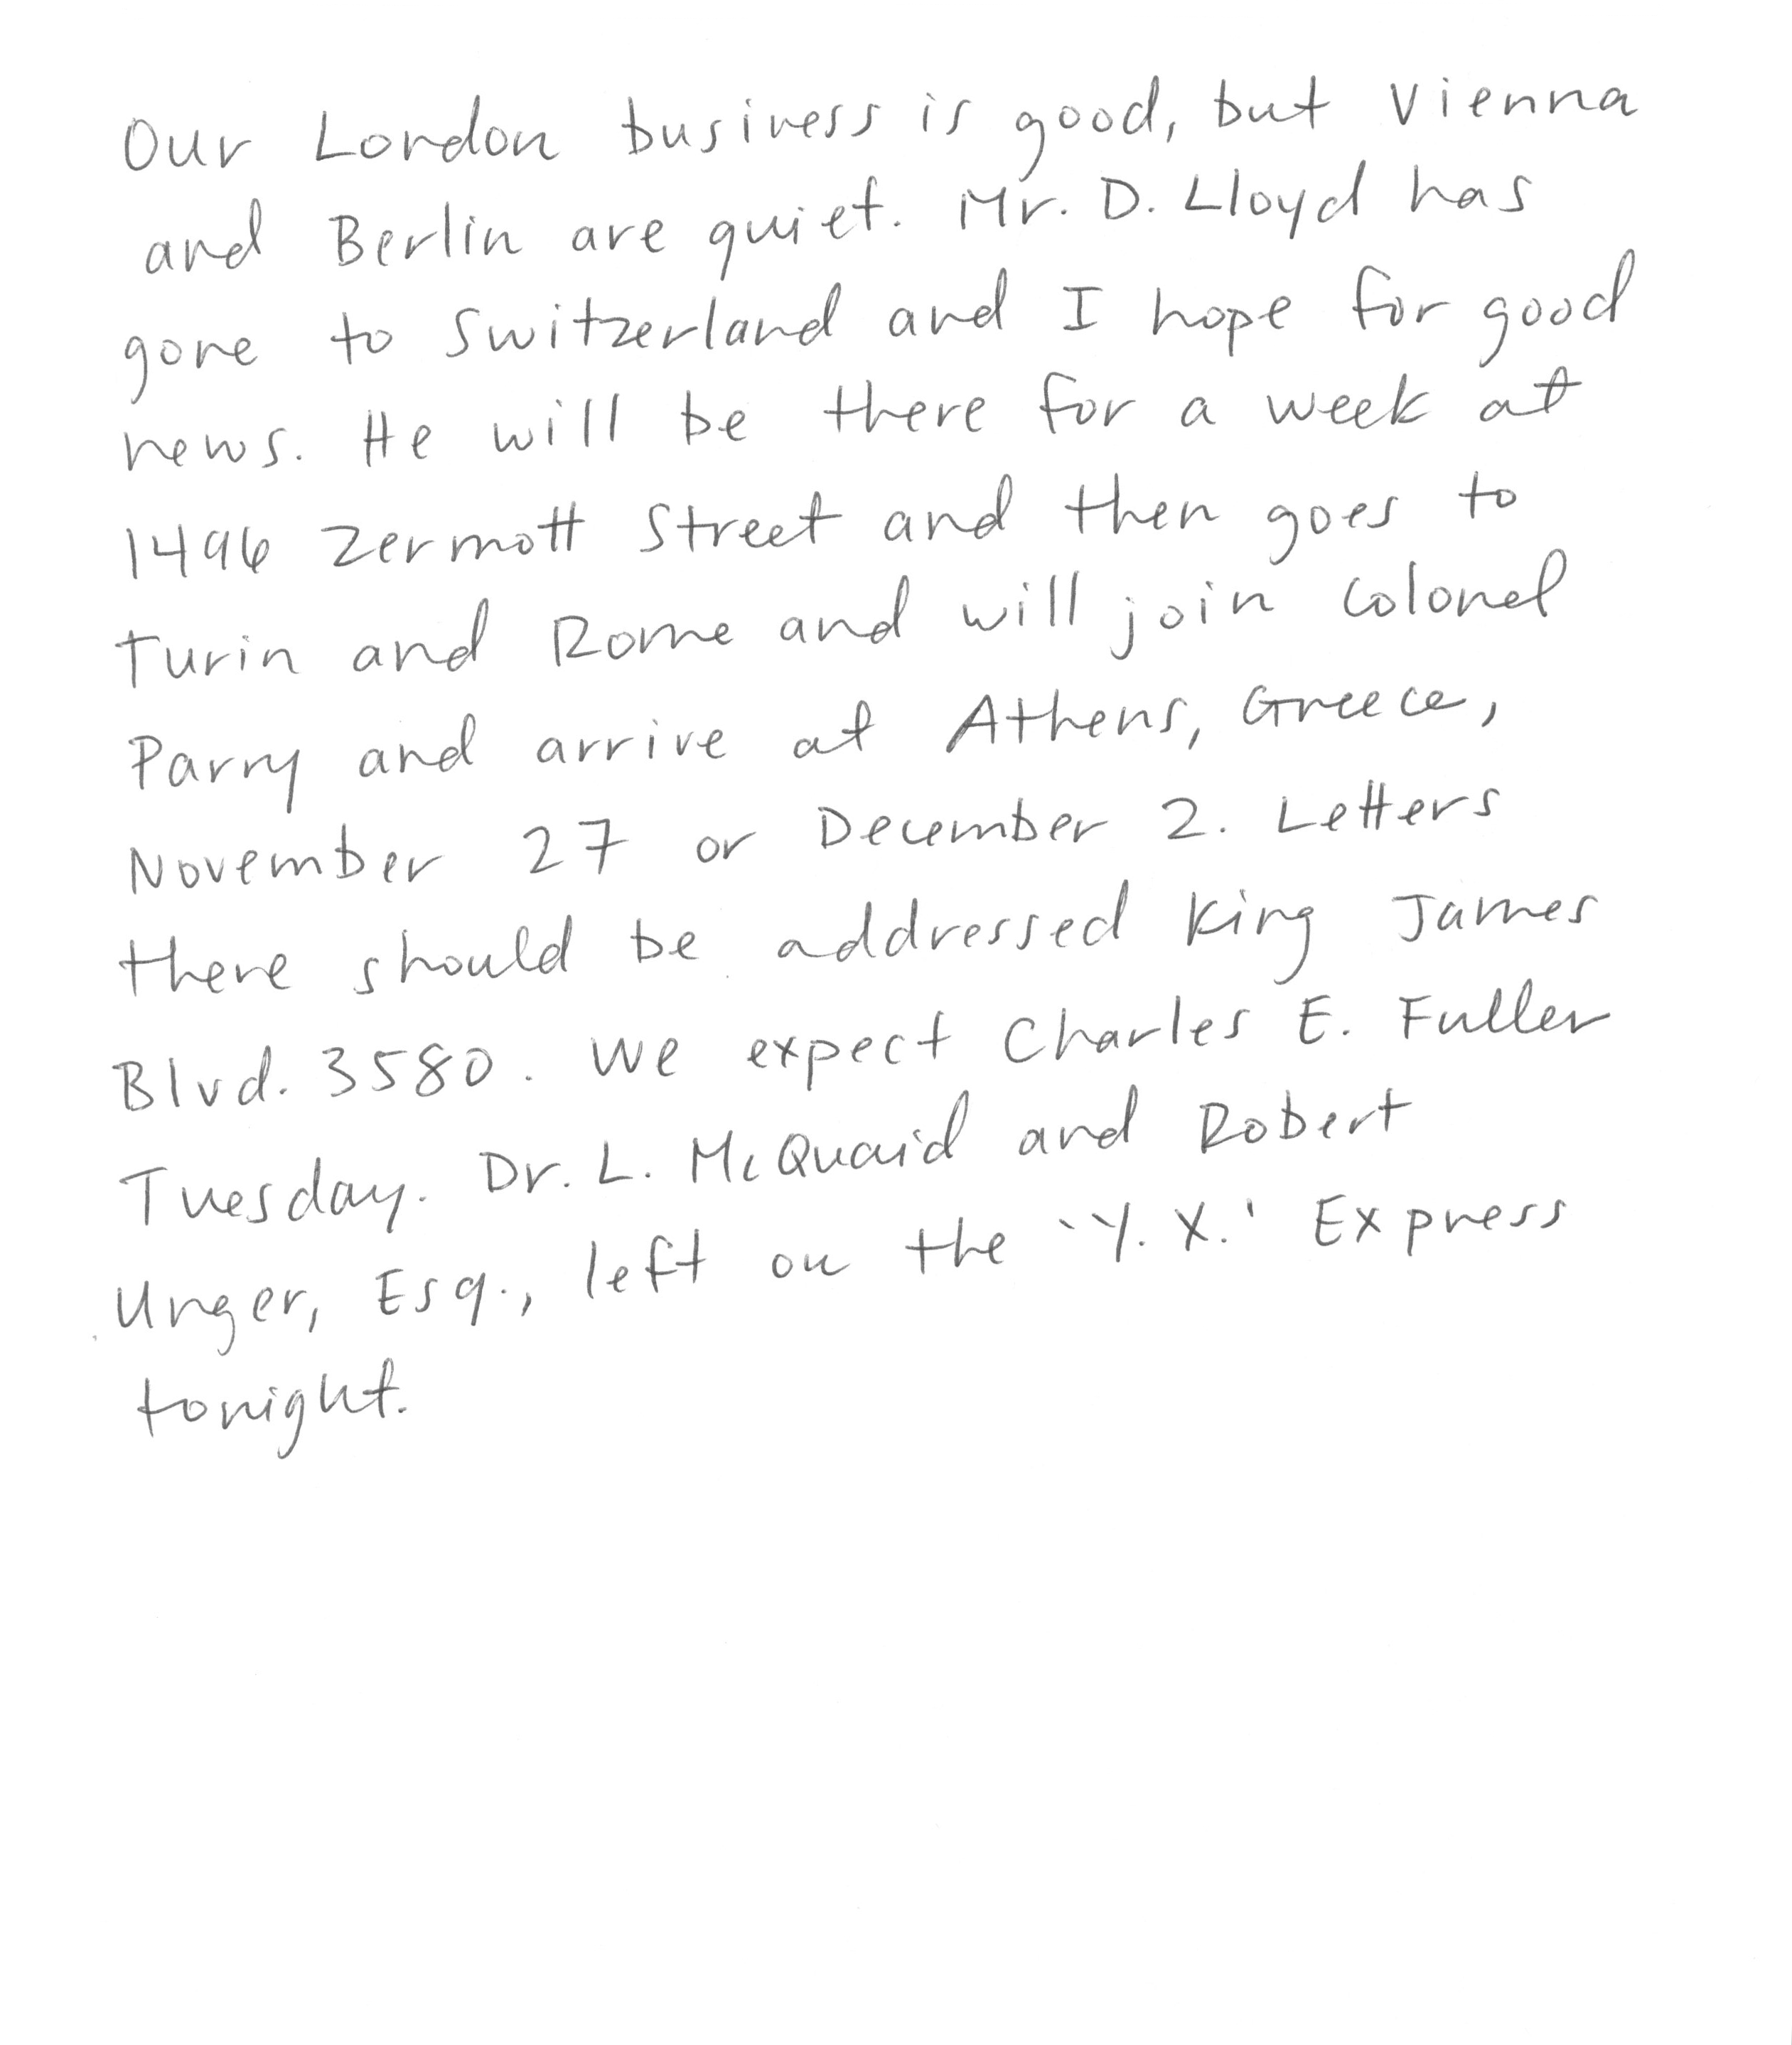 Our London business is good, but Vienna
and Berlin are quiet. Mr. D. Lloyd has
gone to Switzerland and I hope for good
news. He will be there for a week at
1496 Zermott Street and then goes to
Turin and Rome and will join Colonel
Parry and arrive at Athens, Greece,
November 27 or December 2. Letters
there should be addressed King James
Blvd. 3580. We expect Charles E. Fuller
Tuesday. Dr. L. McQuaid and Robert
Unger, Esq., left on the 'Y. X.' Express
tonight.